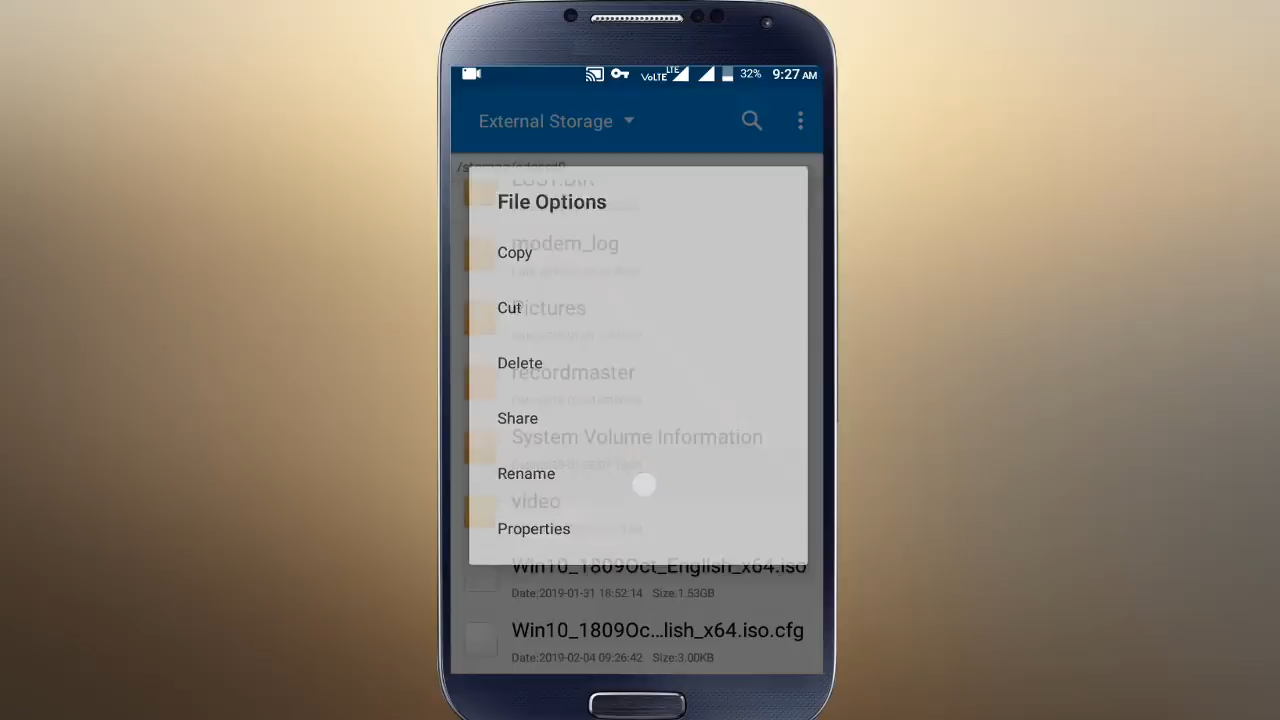 VoLTE LTE 32% 9:27 AM
External Storage
File Options
modem_log
Copy
Pictures
Cut
Delete
recordmaster
Share
System Volume Information
Rename
video
Properties
Win10_1809Oct_English_x64.iso
Date:2019-01-31 18:52:14 Size:1.53GB
Win10_1809Oc...lish_x64.iso.cfg
Date:2019-02-04 09:26:42 Size:3.00KB